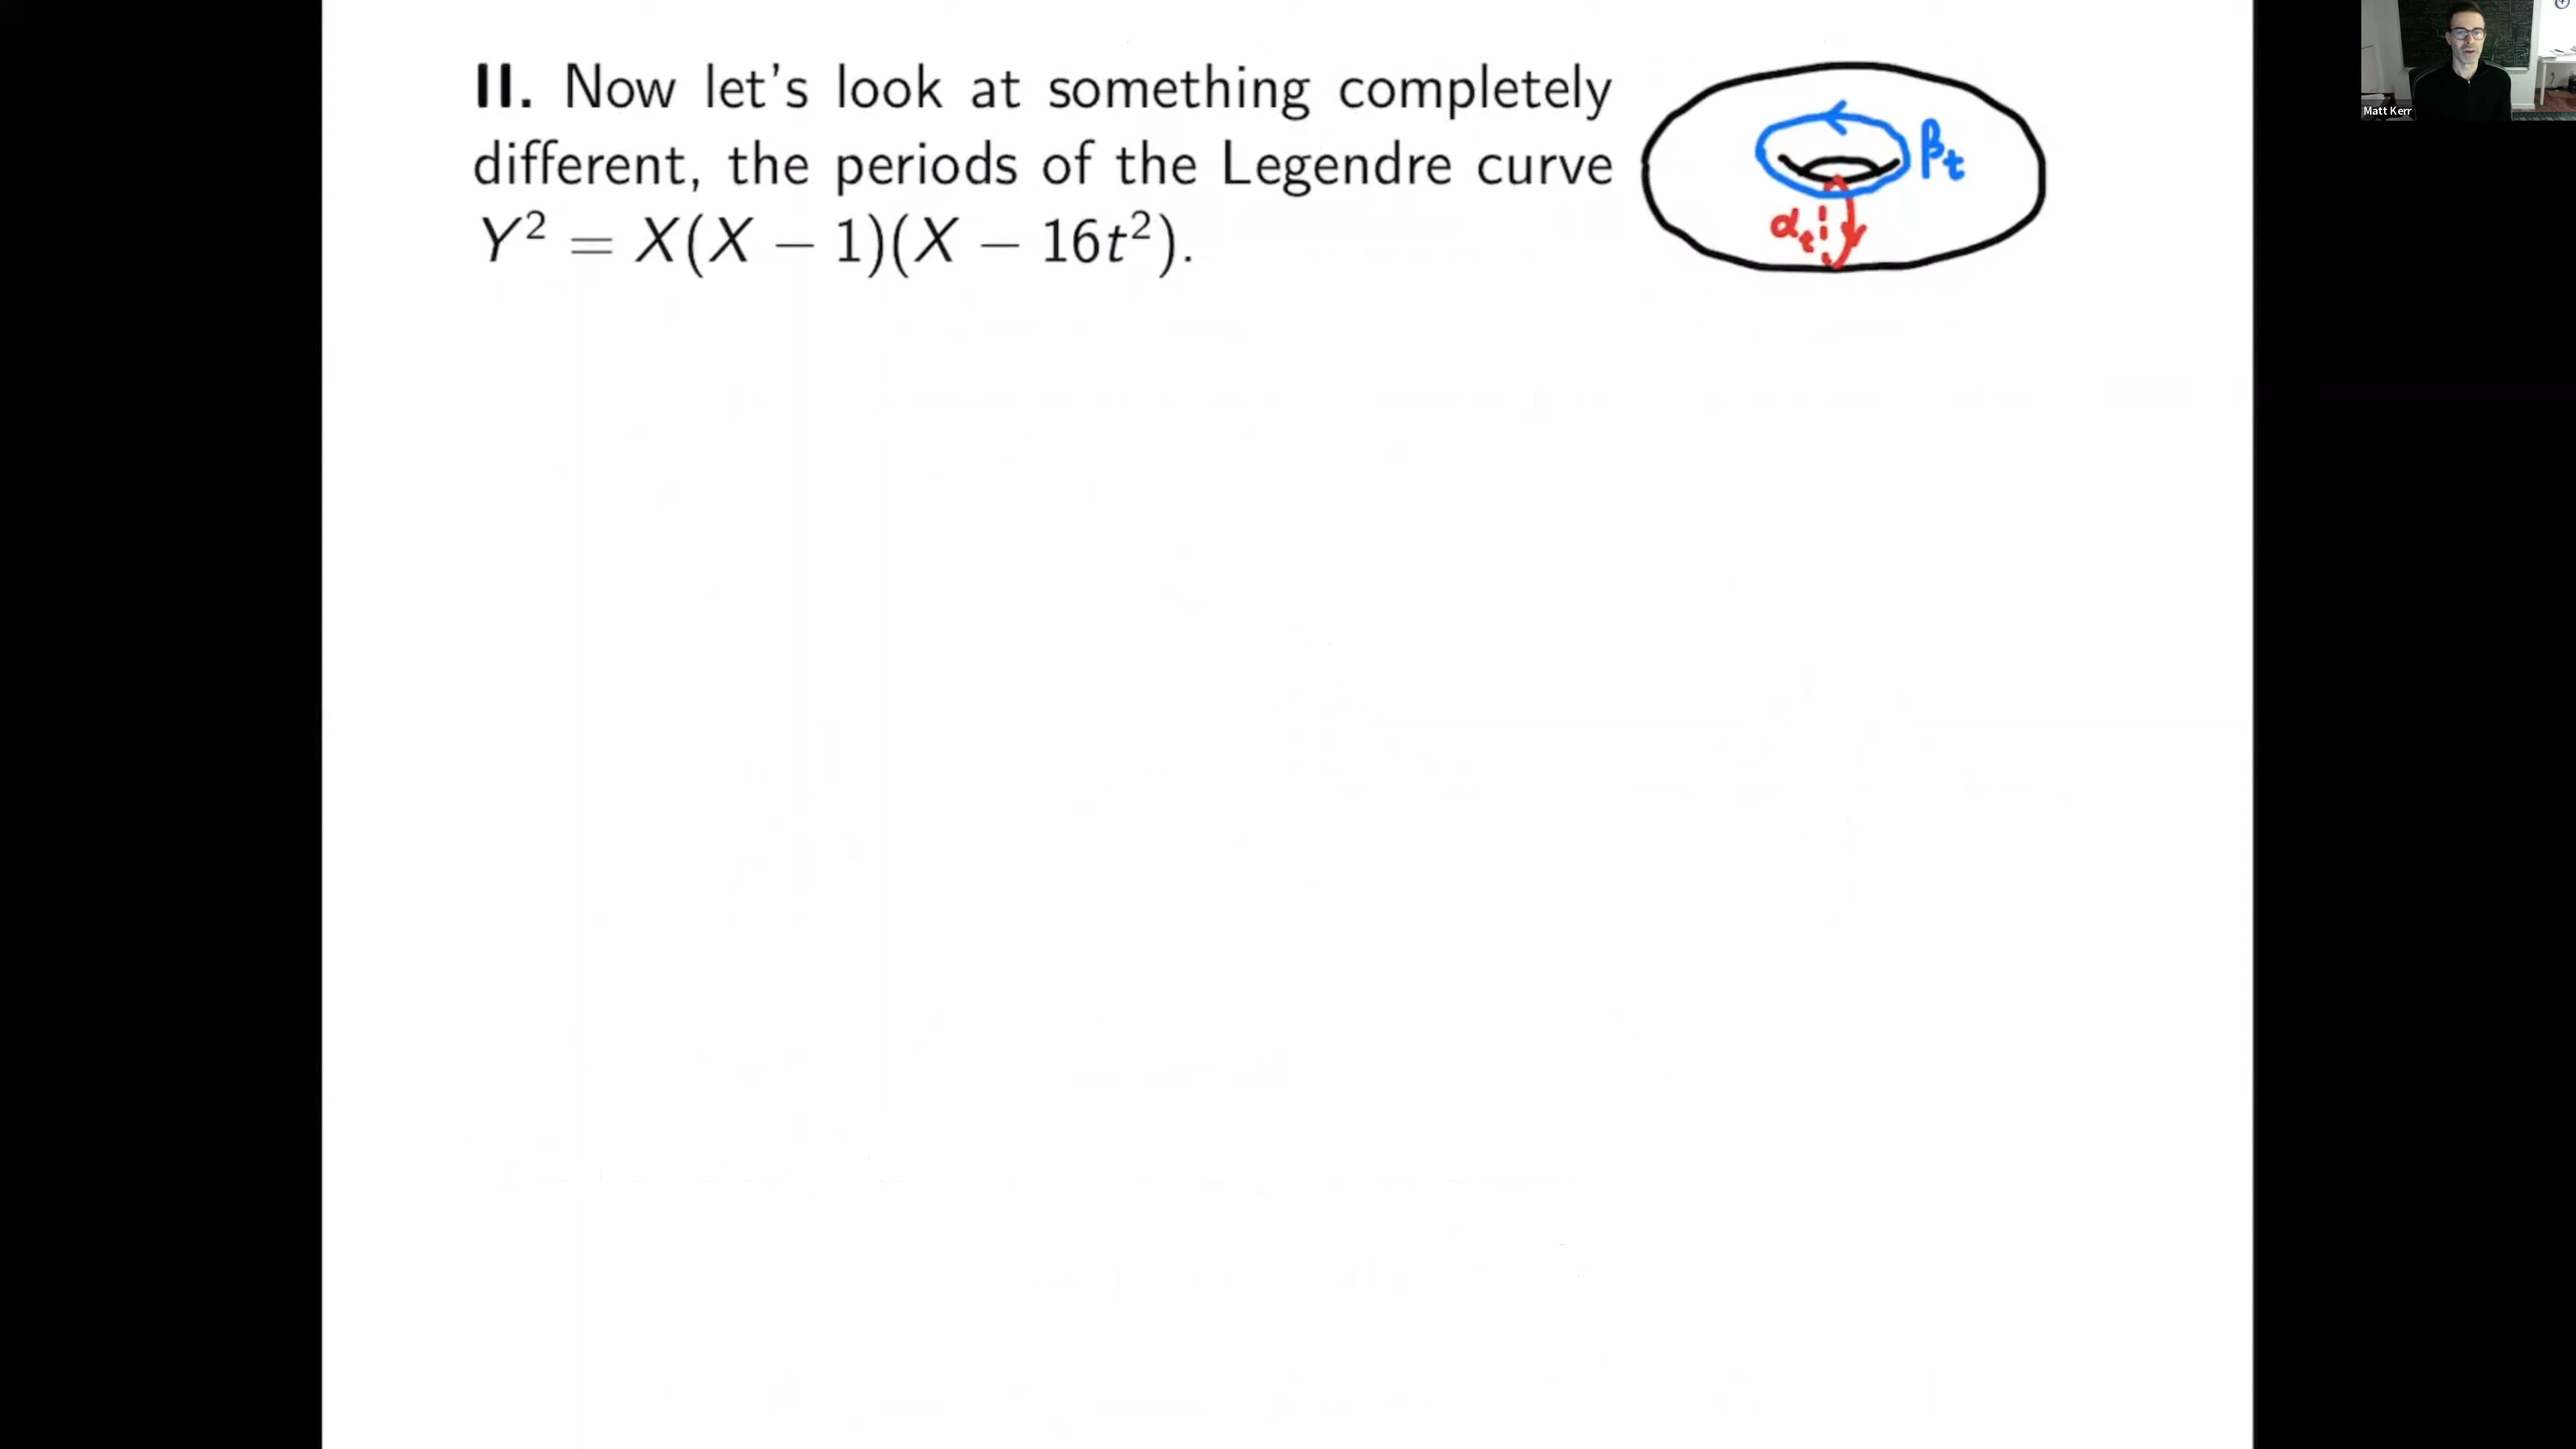 II. Now let's look at something completely
different, the periods of the Legendre curve
Y² = X(X − 1)(X − 16t²).
βₜ
αₜ
Matt Kerr